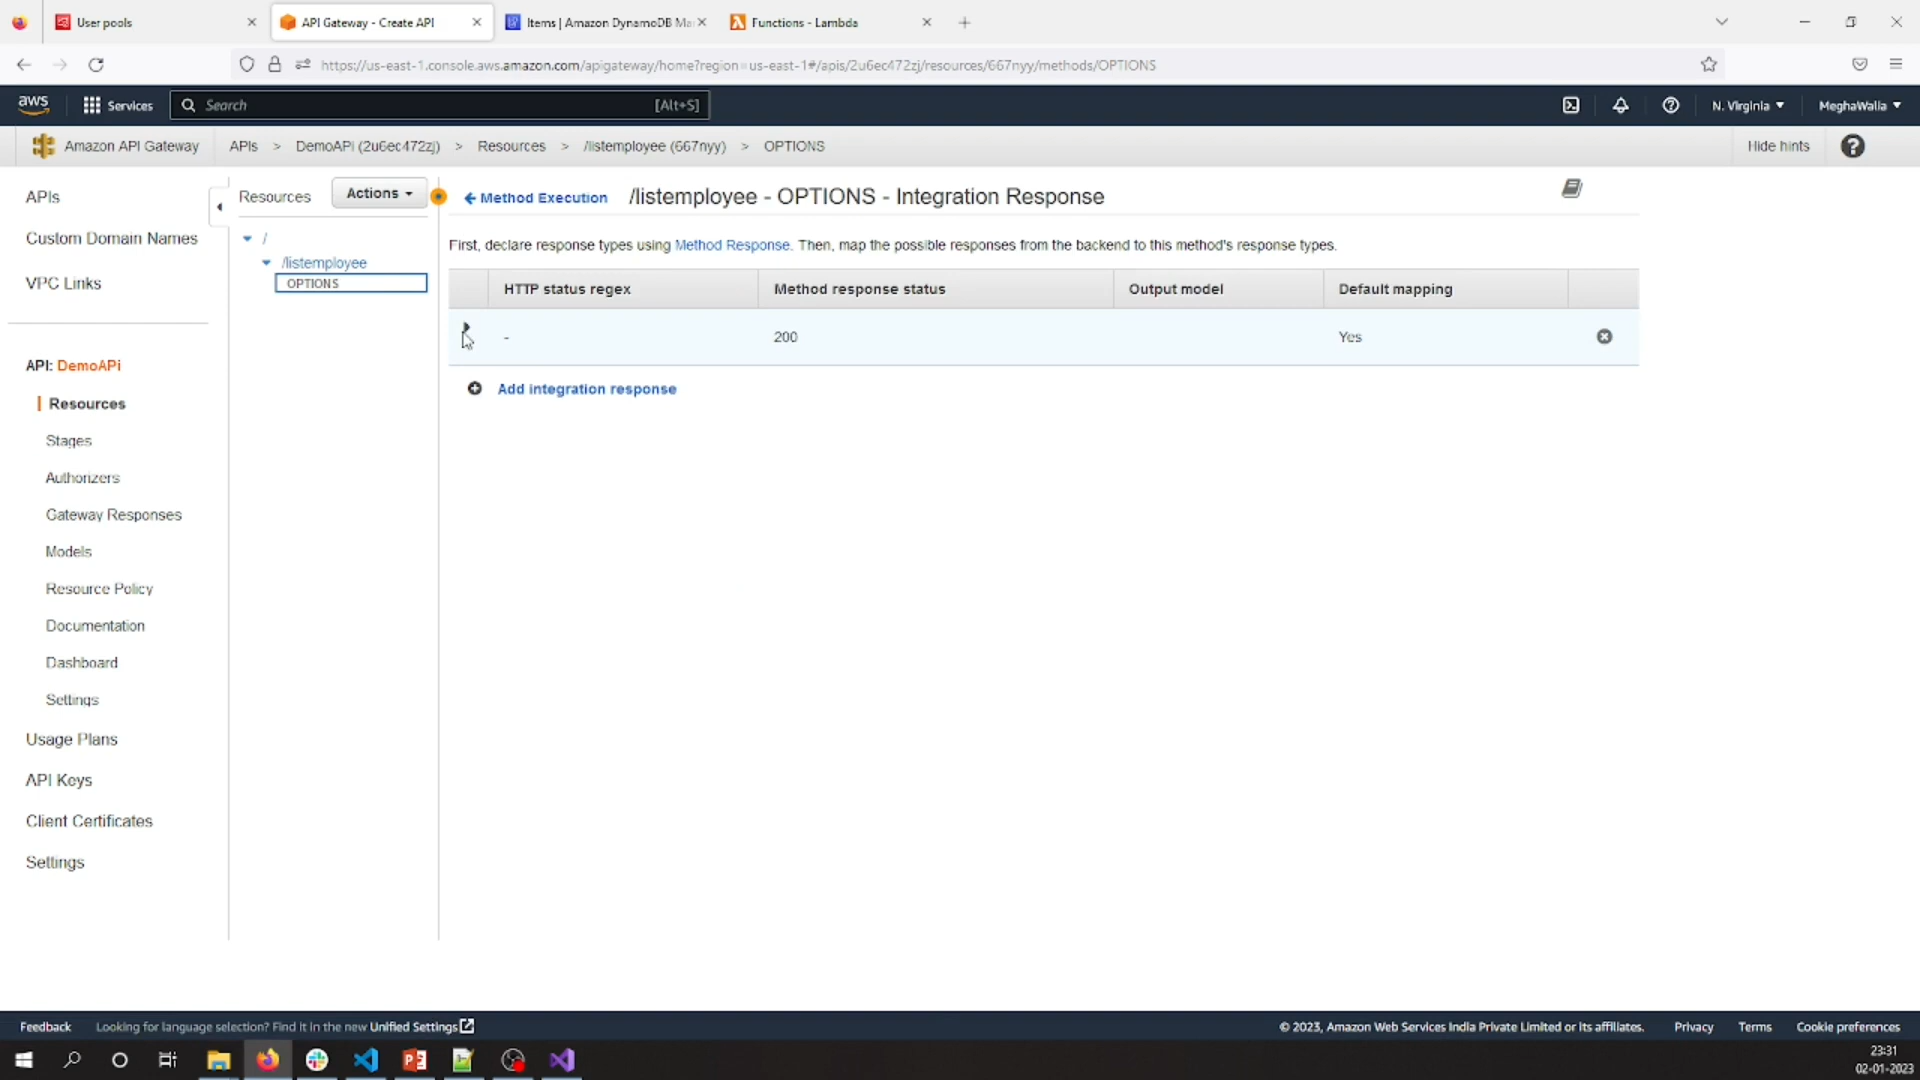 User pools
API Gateway - Create API
Items | Amazon DynamoDB Ma
Functions - Lambda
https://us-east-1.console.aws.amazon.com/apigateway/home?region=us-east-1#/apis/2u6ec472zj/resources/667nyy/methods/OPTIONS
aws
Services
Search
[Alt+S]
N. Virginia
MeghaWalla
Amazon API Gateway
APIs > DemoAPi (2u6ec472zj) > Resources > /listemployee (667nyy) > OPTIONS
Hide hints
APIs
Custom Domain Names
VPC Links
API: DemoAPi
Resources
Stages
Authorizers
Gateway Responses
Models
Resource Policy
Documentation
Dashboard
Settings
Usage Plans
API Keys
Client Certificates
Settings
Resources
Actions
/
/listemployee
OPTIONS
Method Execution
/listemployee - OPTIONS - Integration Response
First, declare response types using Method Response. Then, map the possible responses from the backend to this method's response types.
HTTP status regex Method response status Output model Default mapping
- 200 Yes
Add integration response
Feedback
Looking for language selection? Find it in the new Unified Settings
© 2023, Amazon Web Services India Private Limited or its affiliates.
Privacy
Terms
Cookie preferences
23:31
02-01-2023